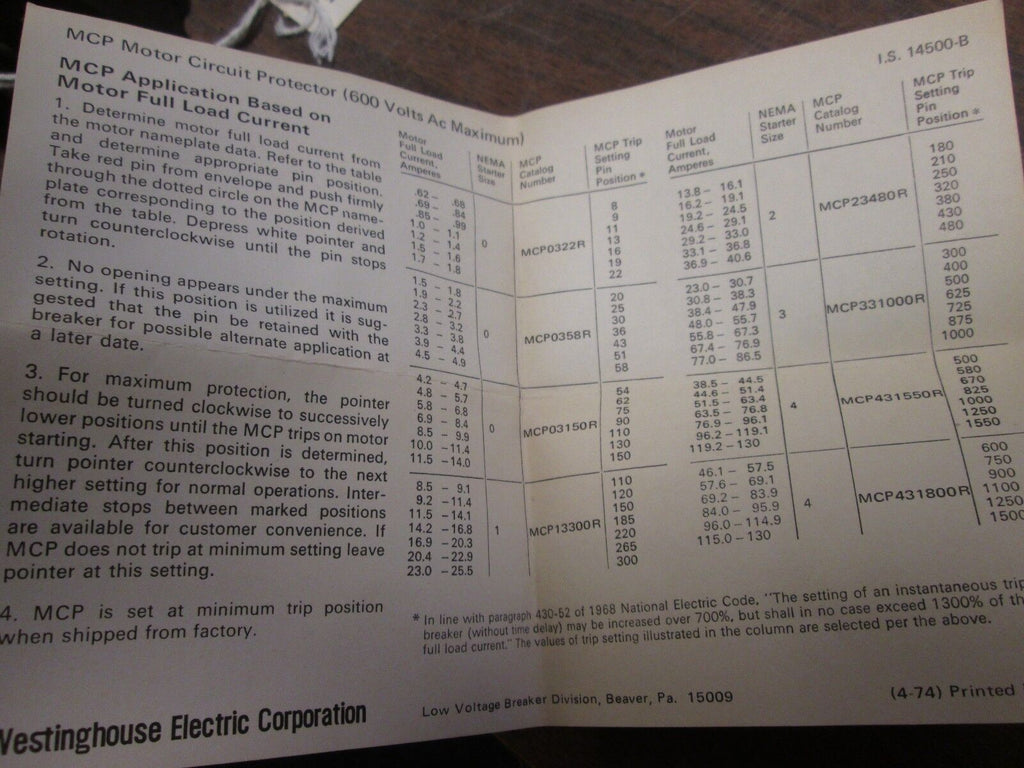 MCP Motor Circuit Protector (600 Volts Ac Maximum)
I.S. 14500-B
MCP Application Based on
Motor Full Load Current
1. Determine motor full load current from
the motor nameplate data. Refer to the table
and determine appropriate pin position.
Take red pin from envelope and push firmly
through the dotted circle on the MCP name-
plate corresponding to the position derived
from the table. Depress white pointer and
turn counterclockwise until the pin stops
rotation.
2. No opening appears under the maximum
setting. If this position is utilized it is sug-
gested that the pin be retained with the
breaker for possible alternate application at
a later date.
3. For maximum protection, the pointer
should be turned clockwise to successively
lower positions until the MCP trips on motor
starting. After this position is determined,
turn pointer counterclockwise to the next
higher setting for normal operations. Inter-
mediate stops between marked positions
are available for customer convenience. If
MCP does not trip at minimum setting leave
pointer at this setting.
4. MCP is set at minimum trip position
when shipped from factory.
Motor
Full Load
Current,
Amperes
NEMA
Starter
Size
MCP
Catalog
Number
MCP Trip
Setting
Pin
Position *
.62 – .68 8
.69 – .84 9
.85 – .99 11
1.0 – 1.1 0 MCP0322R 13
1.2 – 1.4 16
1.5 – 1.6 19
1.7 – 1.8 22
1.5 – 1.8 20
1.9 – 2.2 25
2.3 – 2.7 30
2.8 – 3.2 0 MCP0358R 36
3.3 – 3.8 43
3.9 – 4.4 51
4.5 – 4.9 58
4.2 – 4.7 54
4.8 – 5.7 62
5.8 – 6.8 75
6.9 – 8.4 0 MCP03150R 90
8.5 – 9.9 110
10.0 –11.4 130
11.5 –14.0 150
8.5 – 9.1 110
9.2 –11.4 120
11.5 –14.1 150
14.2 –16.8 1 MCP13300R 185
16.9 –20.3 220
20.4 –22.9 265
23.0 –25.5 300
Motor
Full Load
Current,
Amperes
NEMA
Starter
Size
MCP
Catalog
Number
MCP Trip
Setting
Pin
Position *
13.8 – 16.1 180
16.2 – 19.1 210
19.2 – 24.5 250
24.6 – 29.1 2 MCP23480R 320
29.2 – 33.0 380
33.1 – 36.8 430
36.9 – 40.6 480
23.0 – 30.7 300
30.8 – 38.3 400
38.4 – 47.9 500
48.0 – 55.7 3 MCP331000R 625
55.8 – 67.3 725
67.4 – 76.9 875
77.0 – 86.5 1000
38.5 – 44.5 500
44.6 – 51.4 580
51.5 – 63.4 670
63.5 – 76.8 4 MCP431550R 825
76.9 – 96.1 1000
96.2 –119.1 1250
119.2 –130 1550
46.1 – 57.5 600
57.6 – 69.1 750
69.2 – 83.9 900
84.0 – 95.9 4 MCP431800R 1100
96.0 –114.9 1250
115.0 –130 1500
* In line with paragraph 430-52 of 1968 National Electric Code, "The setting of an instantaneous trip
breaker (without time delay) may be increased over 700%, but shall in no case exceed 1300% of the
full load current." The values of trip setting illustrated in the column are selected per the above.
Westinghouse Electric Corporation
Low Voltage Breaker Division, Beaver, Pa. 15009
(4-74) Printed